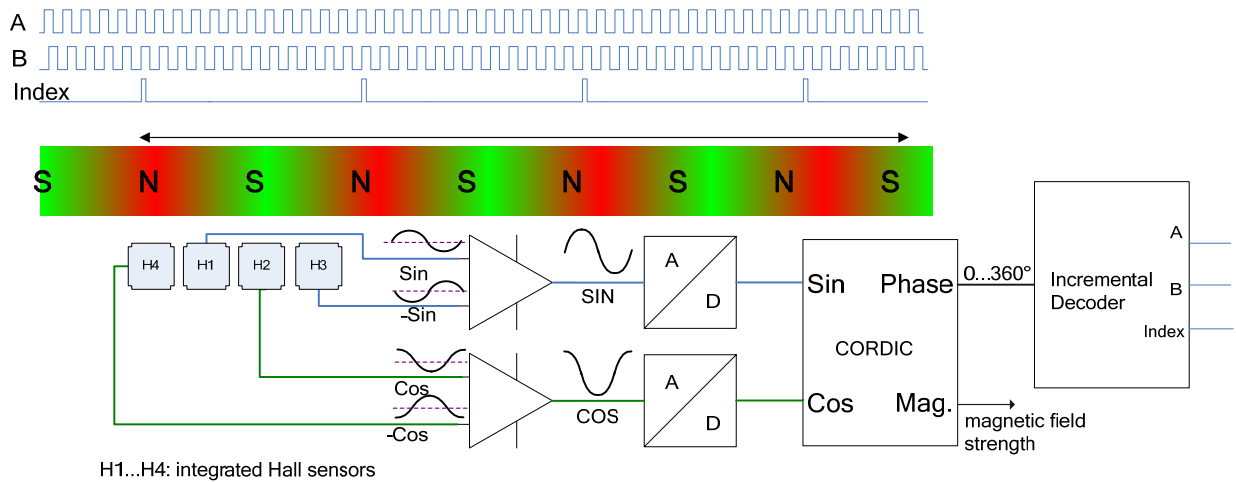 A
B
Index
S N S N S N S N S
H4 H1 H2 H3
Sin
-Sin
SIN
A
D
Sin
Phase
0...360°
Incremental
Decoder
A
B
Index
CORDIC
Cos
-Cos
COS
A
D
Cos
Mag.
magnetic field
strength
H1...H4: integrated Hall sensors